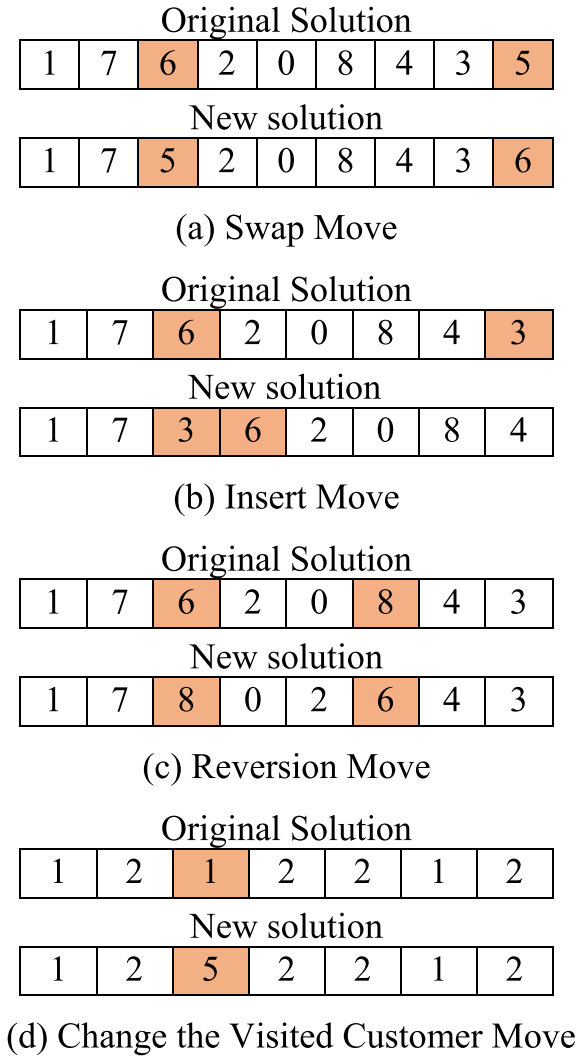 Original Solution
1 7 6 2 0 8 4 3 5
New solution
1 7 5 2 0 8 4 3 6
(a) Swap Move
Original Solution
1 7 6 2 0 8 4 3
New solution
1 7 3 6 2 0 8 4
(b) Insert Move
Original Solution
1 7 6 2 0 8 4 3
New solution
1 7 8 0 2 6 4 3
(c) Reversion Move
Original Solution
1 2 1 2 2 1 2
New solution
1 2 5 2 2 1 2
(d) Change the Visited Customer Move